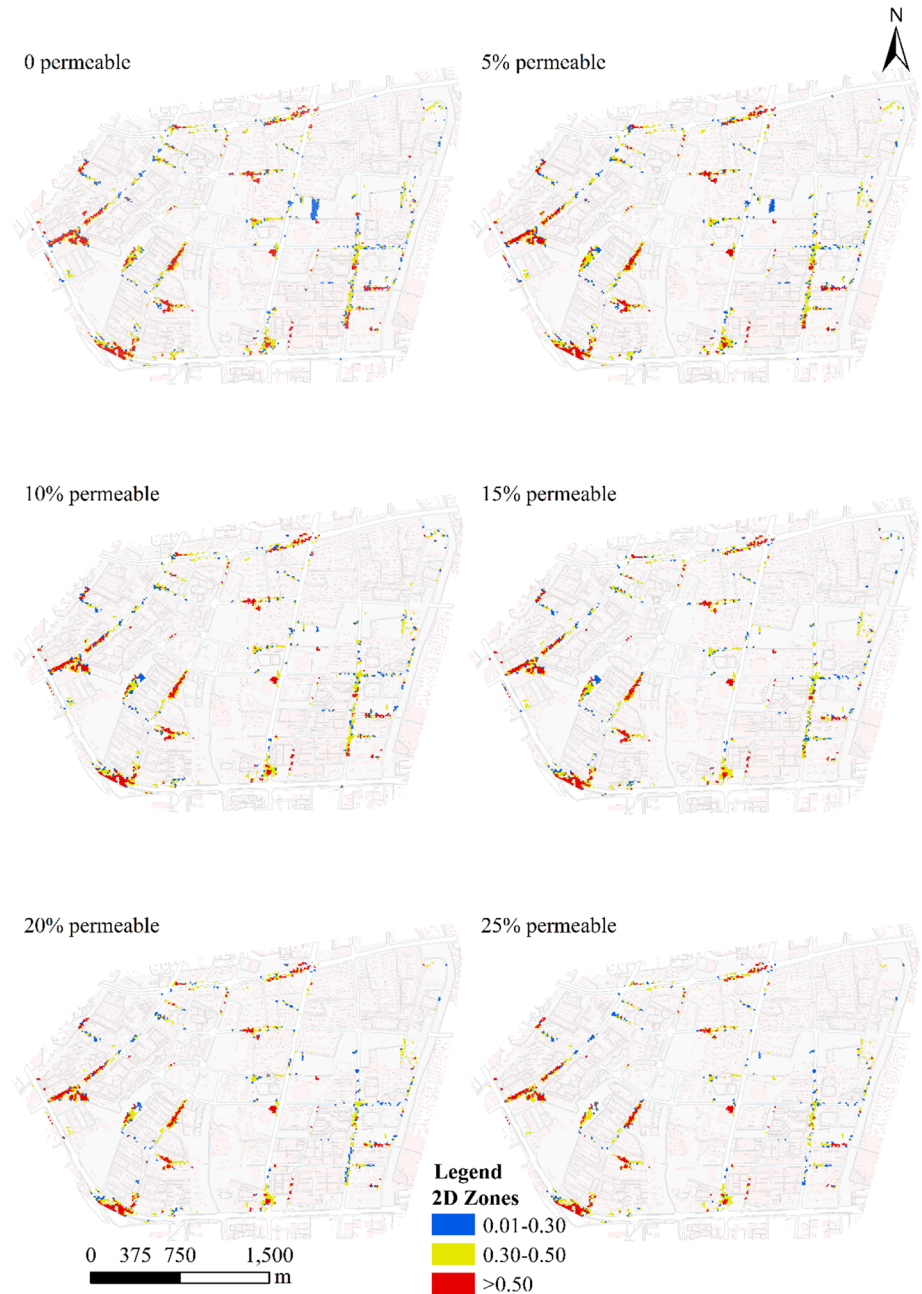 N
0 permeable
5% permeable
10% permeable
15% permeable
20% permeable
25% permeable
Legend
2D Zones
0.01-0.30
0.30-0.50
>0.50
0 375 750 1,500
m